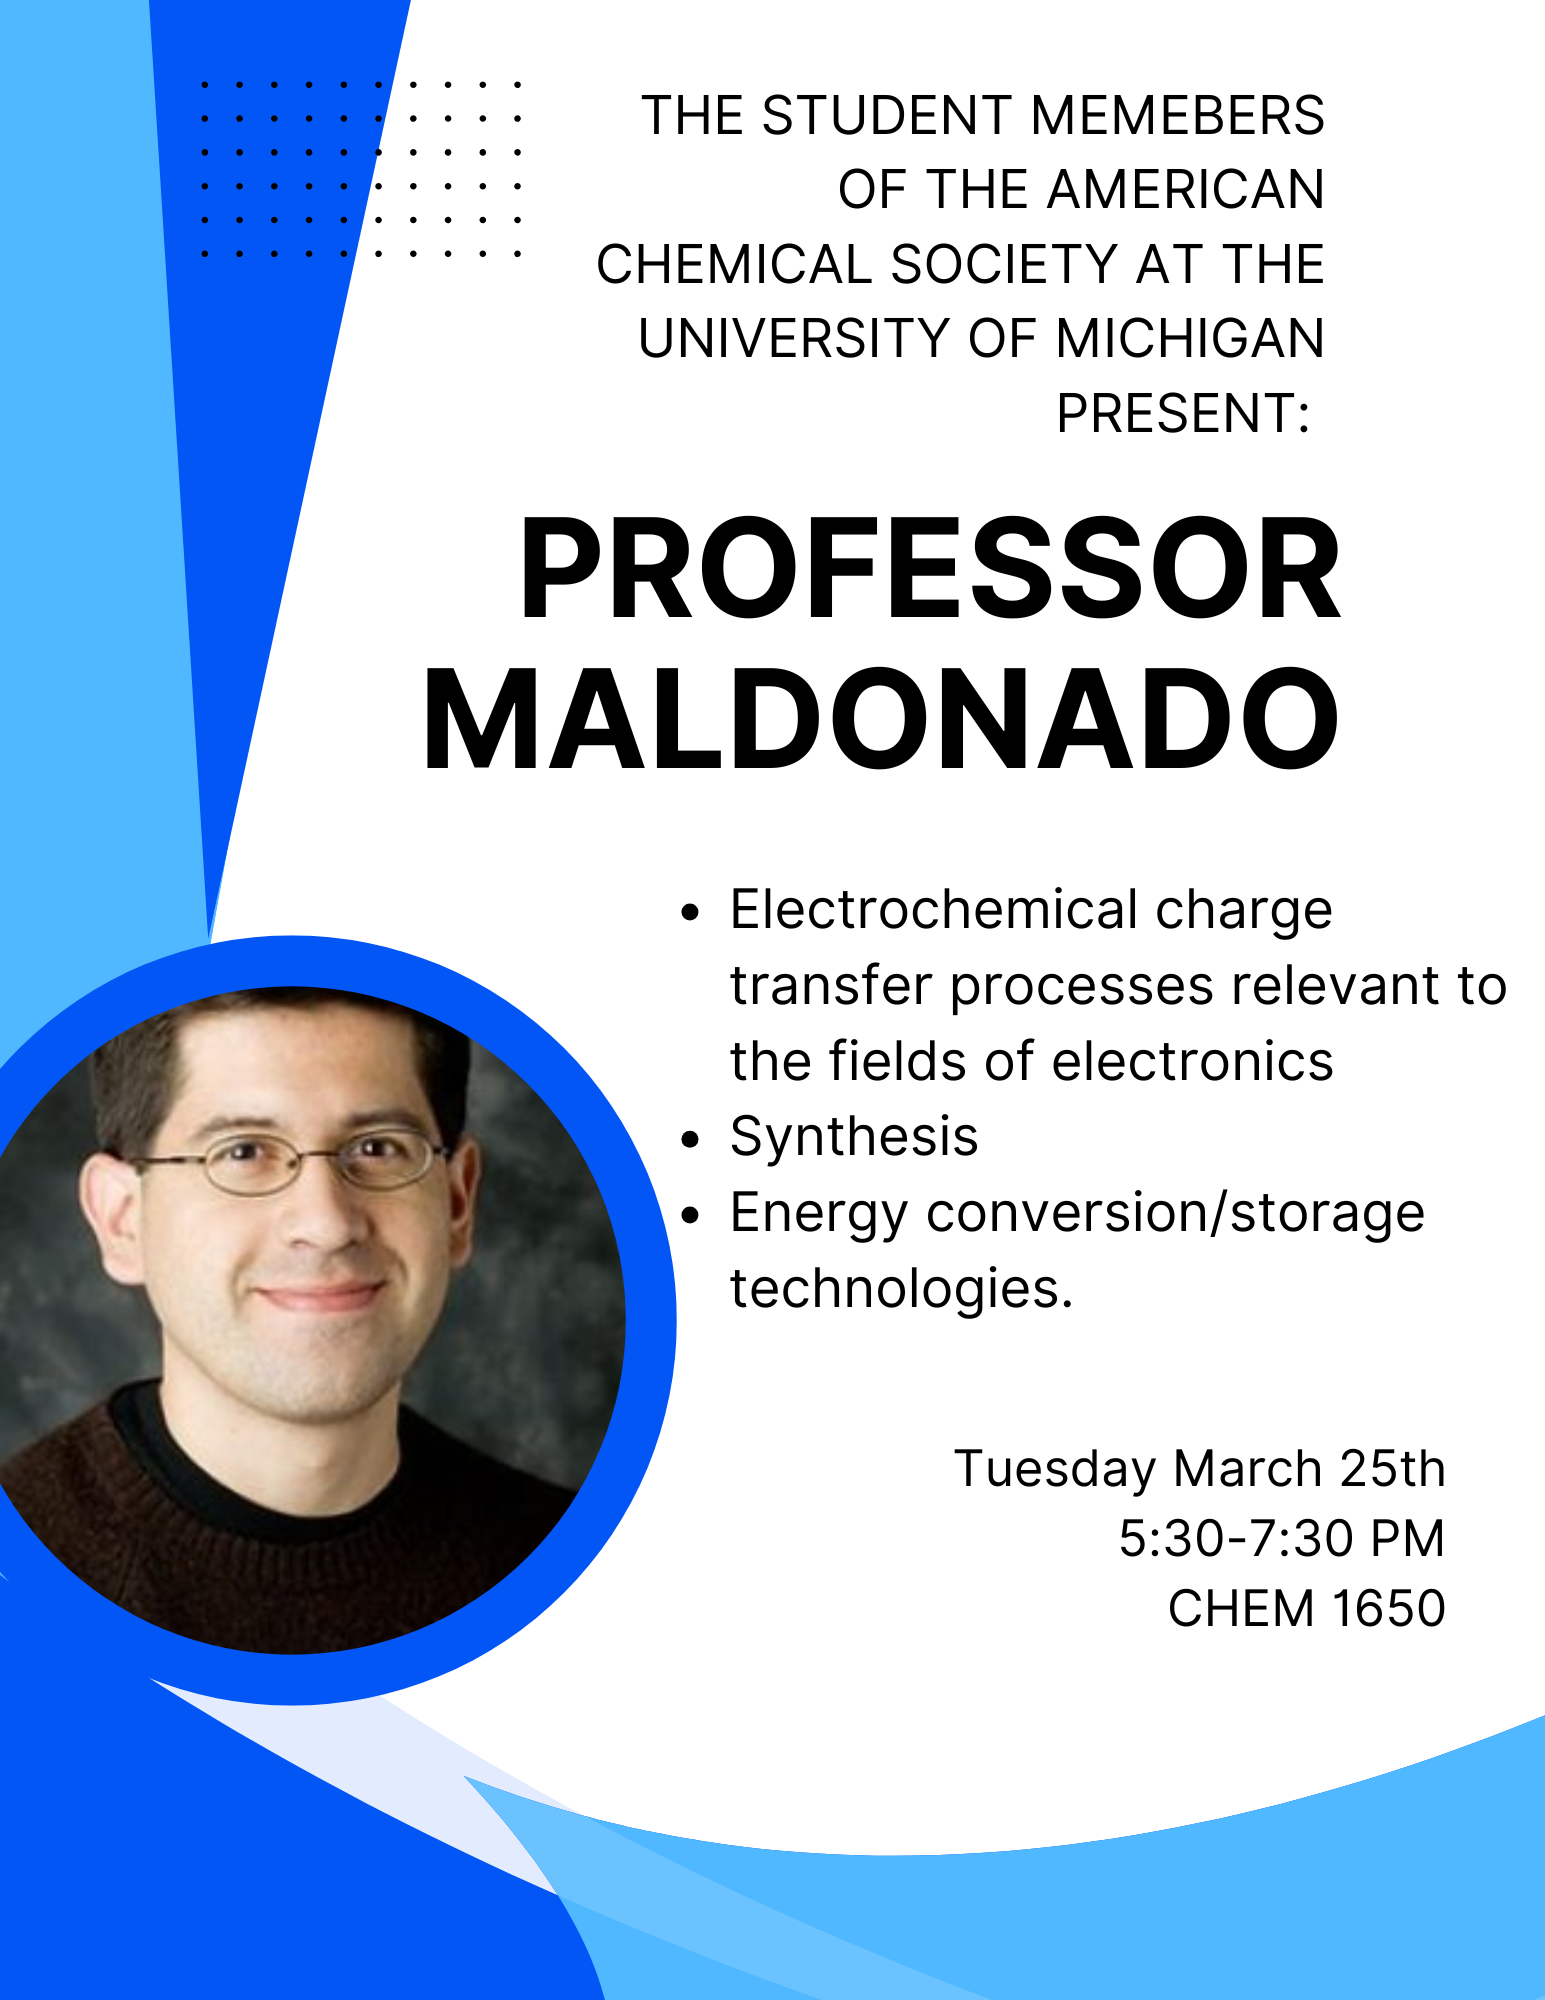 THE STUDENT MEMEBERS
OF THE AMERICAN
CHEMICAL SOCIETY AT THE
UNIVERSITY OF MICHIGAN
PRESENT:
PROFESSOR
MALDONADO
• Electrochemical charge
transfer processes relevant to
the fields of electronics
• Synthesis
• Energy conversion/storage
technologies.
Tuesday March 25th
5:30-7:30 PM
CHEM 1650